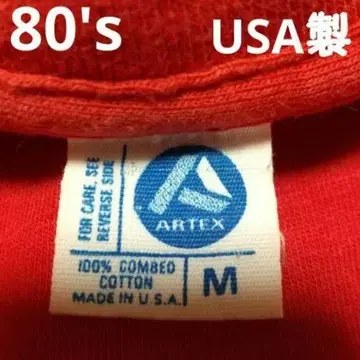 80's
USA製
FOR CARE, SEE
REVERSE SIDE
ARTEX
100% COMBED
COTTON
MADE IN U.S.A.
M